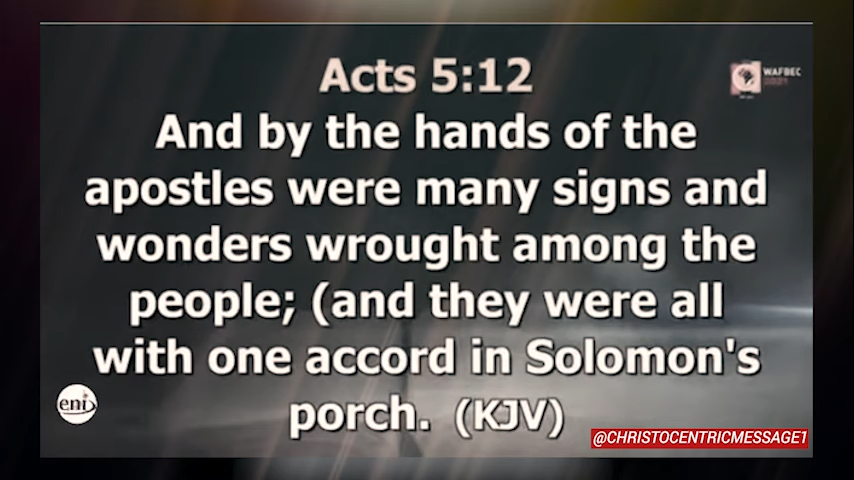 Acts 5:12
WAFBEC
2021
And by the hands of the
apostles were many signs and
wonders wrought among the
people; (and they were all
with one accord in Solomon's
porch. (KJV)
eni
@CHRISTOCENTRICMESSAGE1